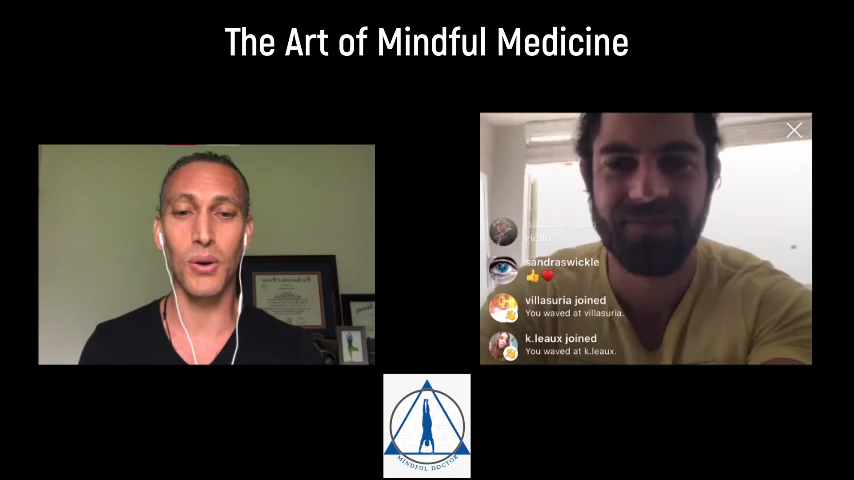 The Art of Mindful Medicine
Hello
sandraswickle
👍❤️
villasuria joined
You waved at villasuria.
k.leaux joined
You waved at k.leaux.
MINDFUL DOCTOR